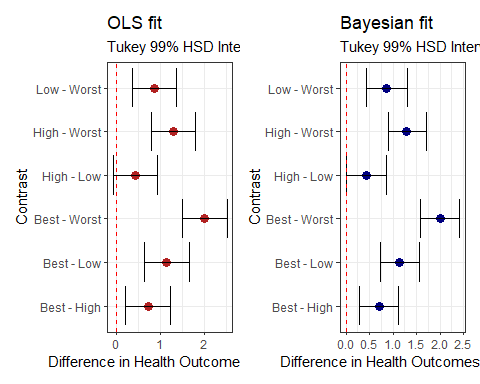 OLS fit
Tukey 99% HSD Inte
Contrast
Low - Worst
High - Worst
High - Low
Best - Worst
Best - Low
Best - High
0 1 2
Difference in Health Outcome
Bayesian fit
Tukey 99% HSD Inter
Contrast
Low - Worst
High - Worst
High - Low
Best - Worst
Best - Low
Best - High
0.0 0.5 1.0 1.5 2.0 2.5
Difference in Health Outcomes